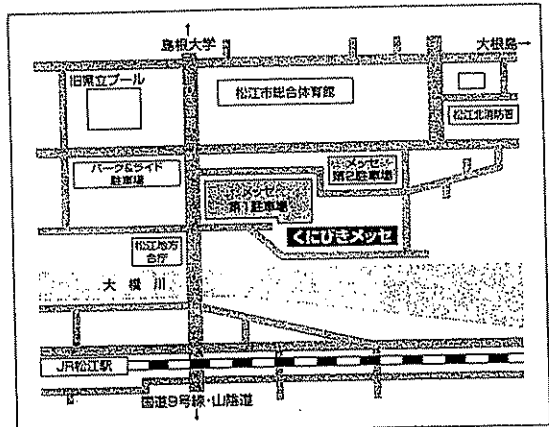 島根大学
大根島→
旧県立プール
松江市総合体育館
松江北消防署
パーク&ライド
駐車場
メッセ
第2駐車場
メッセ
第1駐車場
くにびきメッセ
松江地方
合庁
大橋川
JR松江駅
国道9号線・山陰道